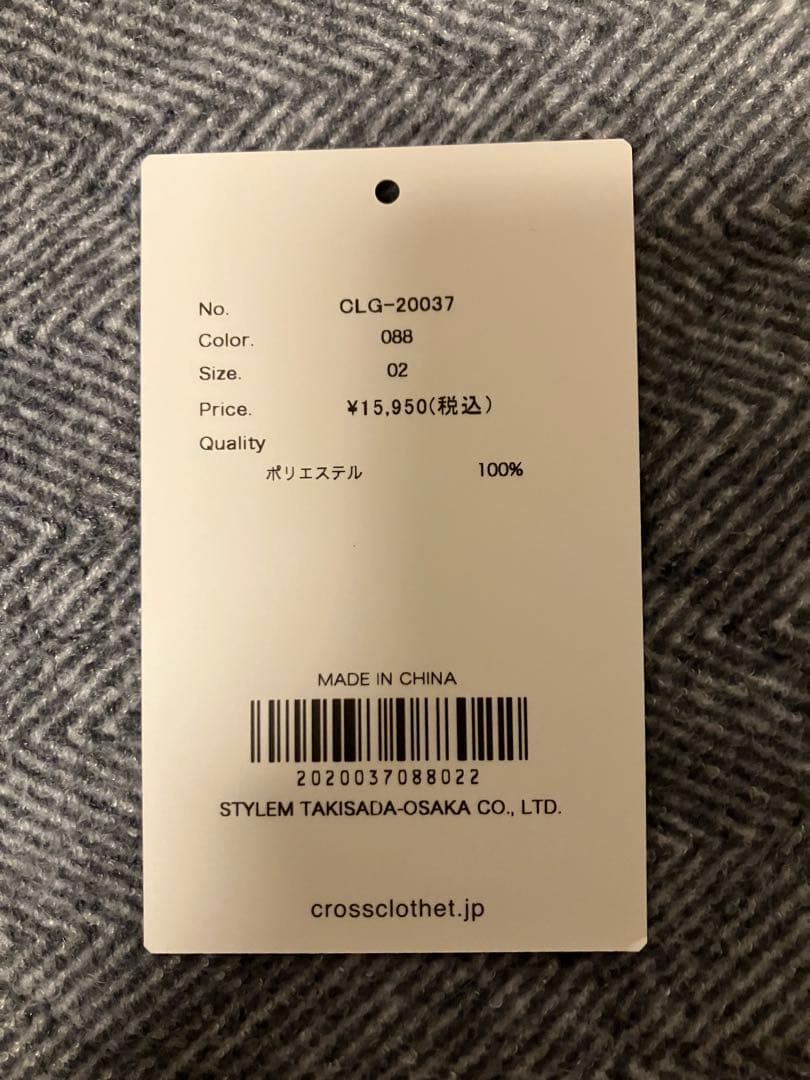 No. CLG-20037
Color. 088
Size. 02
Price. ¥15,950(税込)
Quality
ポリエステル 100%
MADE IN CHINA
2020037088022
STYLEM TAKISADA-OSAKA CO., LTD.
crossclothet.jp